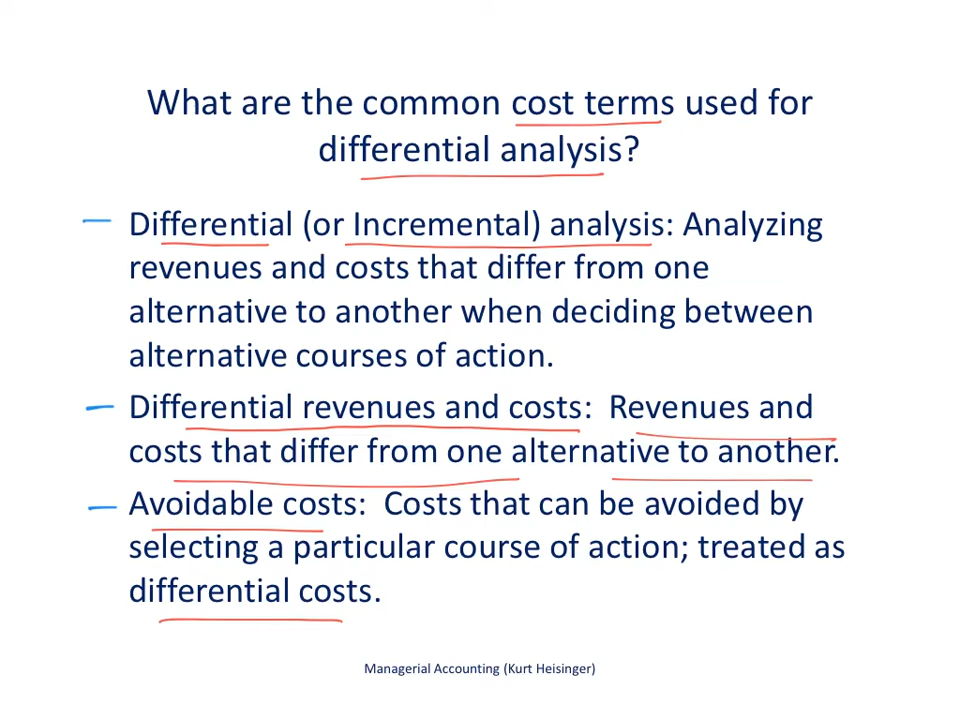 What are the common cost terms used for
differential analysis?
Differential (or Incremental) analysis: Analyzing
revenues and costs that differ from one
alternative to another when deciding between
alternative courses of action.
Differential revenues and costs:  Revenues and
costs that differ from one alternative to another.
Avoidable costs:  Costs that can be avoided by
selecting a particular course of action; treated as
differential costs.
Managerial Accounting (Kurt Heisinger)